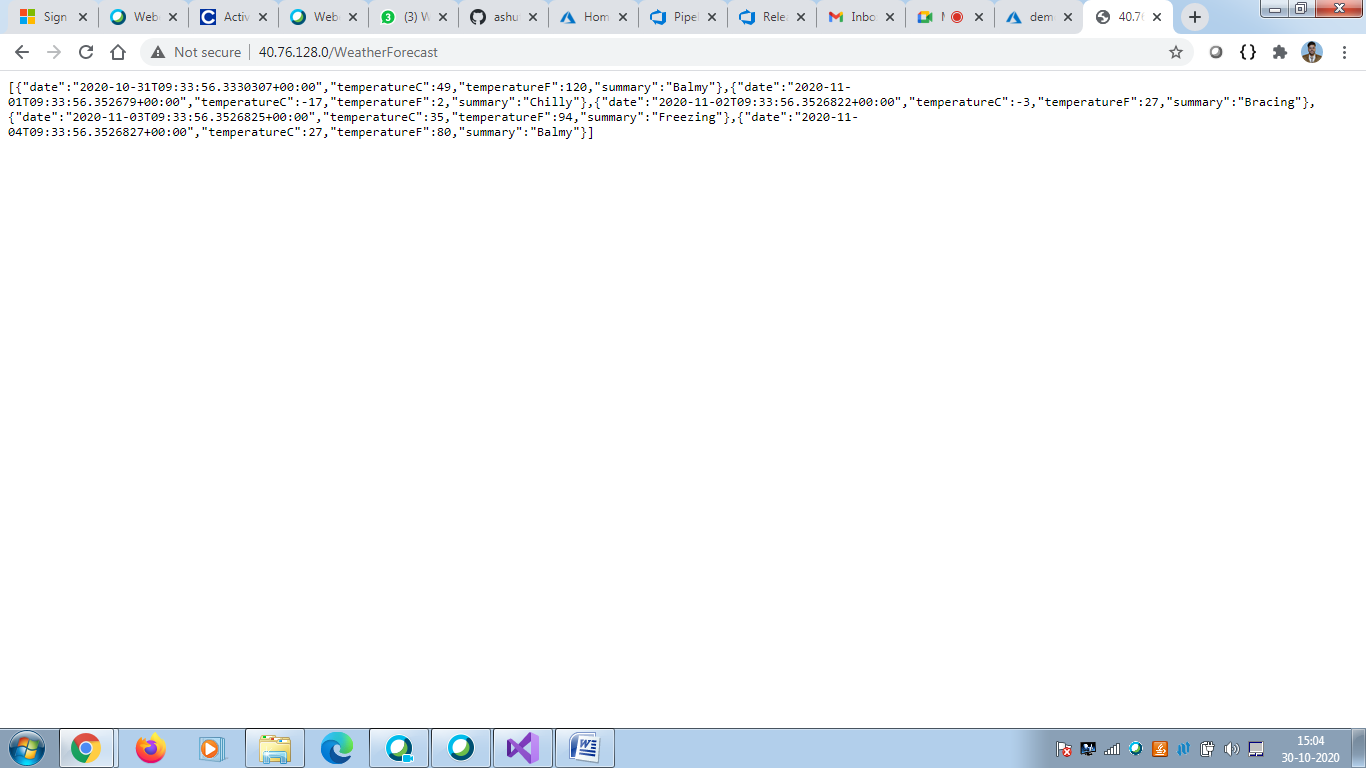 Sign
Webe
Activ
Webe
(3) W
ashu
Hom
Pipel
Relea
Inbo
dem
40.76
Not secure
40.76.128.0/WeatherForecast
[{"date":"2020-10-31T09:33:56.3330307+00:00","temperatureC":49,"temperatureF":120,"summary":"Balmy"},{"date":"2020-11-
01T09:33:56.352679+00:00","temperatureC":-17,"temperatureF":2,"summary":"Chilly"},{"date":"2020-11-02T09:33:56.3526822+00:00","temperatureC":-3,"temperatureF":27,"summary":"Bracing"},
{"date":"2020-11-03T09:33:56.3526825+00:00","temperatureC":35,"temperatureF":94,"summary":"Freezing"},{"date":"2020-11-
04T09:33:56.3526827+00:00","temperatureC":27,"temperatureF":80,"summary":"Balmy"}]
15:04
30-10-2020